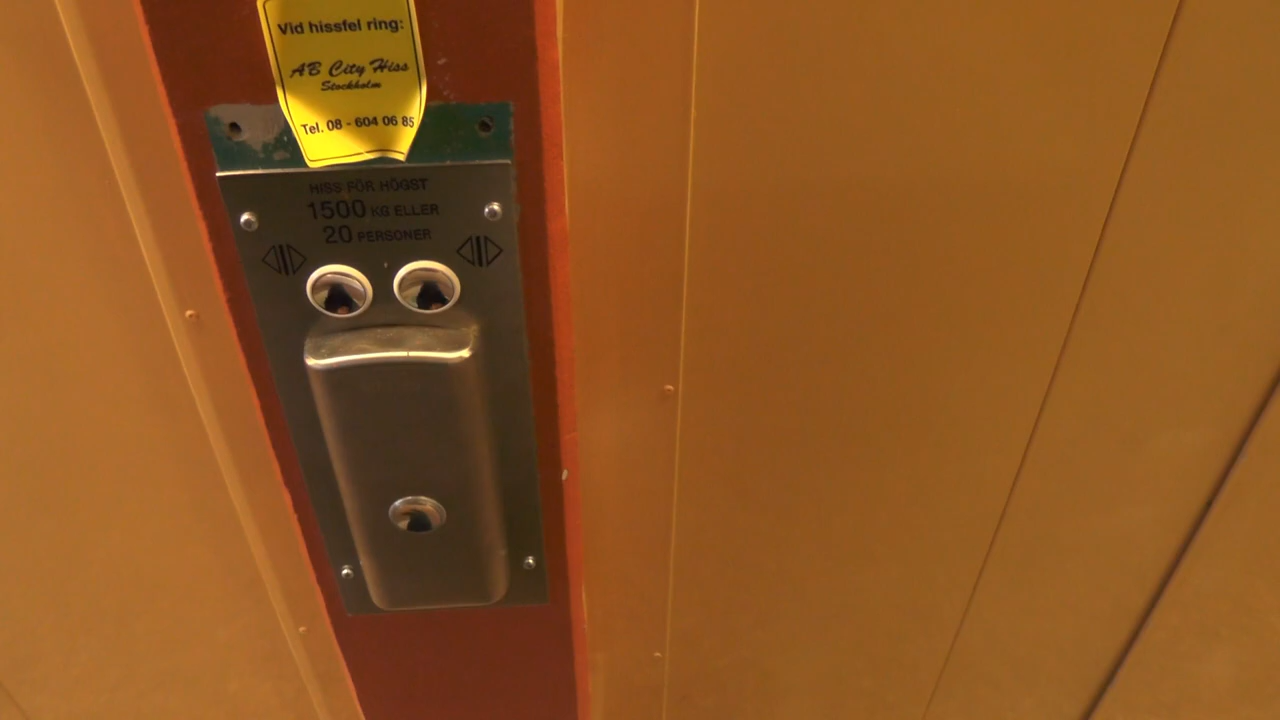 Vid hissfel ring:
AB City Hiss
Stockholm
Tel. 08 - 604 06 85
HISS FÖR HÖGST
1500 KG ELLER
20 PERSONER